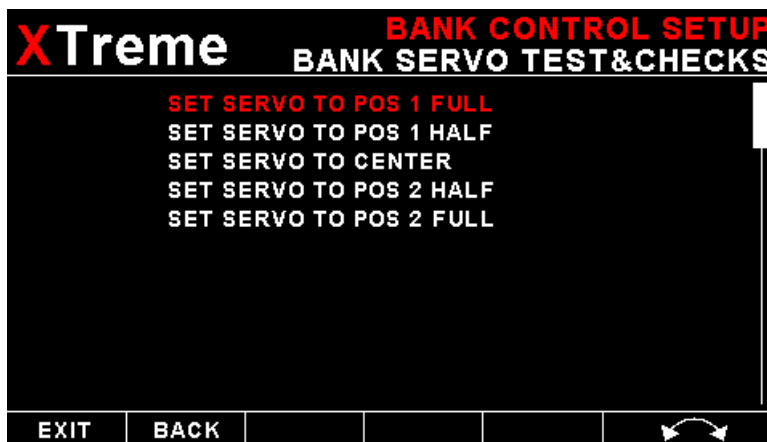 XTreme
BANK CONTROL SETUP
BANK SERVO TEST&CHECKS
SET SERVO TO POS 1 FULL
SET SERVO TO POS 1 HALF
SET SERVO TO CENTER
SET SERVO TO POS 2 HALF
SET SERVO TO POS 2 FULL
EXIT BACK